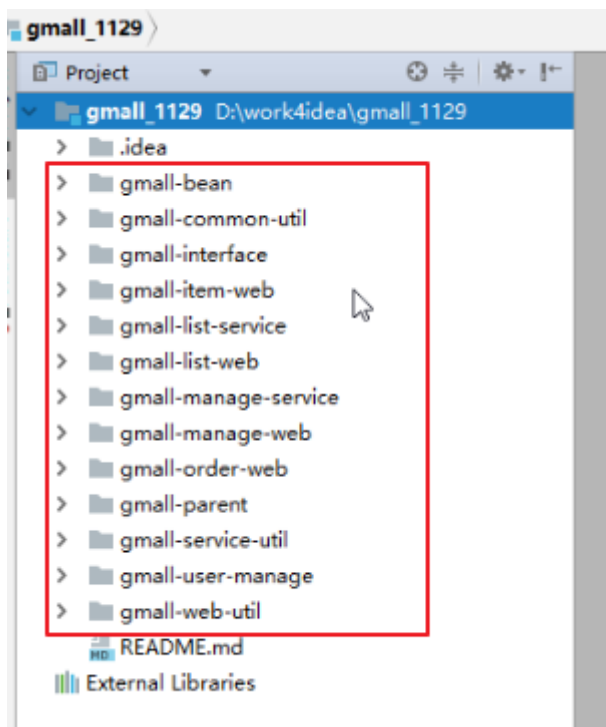 gmall_1129
Project
gmall_1129 D:\work4idea\gmall_1129
.idea
gmall-bean
gmall-common-util
gmall-interface
gmall-item-web
gmall-list-service
gmall-list-web
gmall-manage-service
gmall-manage-web
gmall-order-web
gmall-parent
gmall-service-util
gmall-user-manage
gmall-web-util
MD README.md
External Libraries